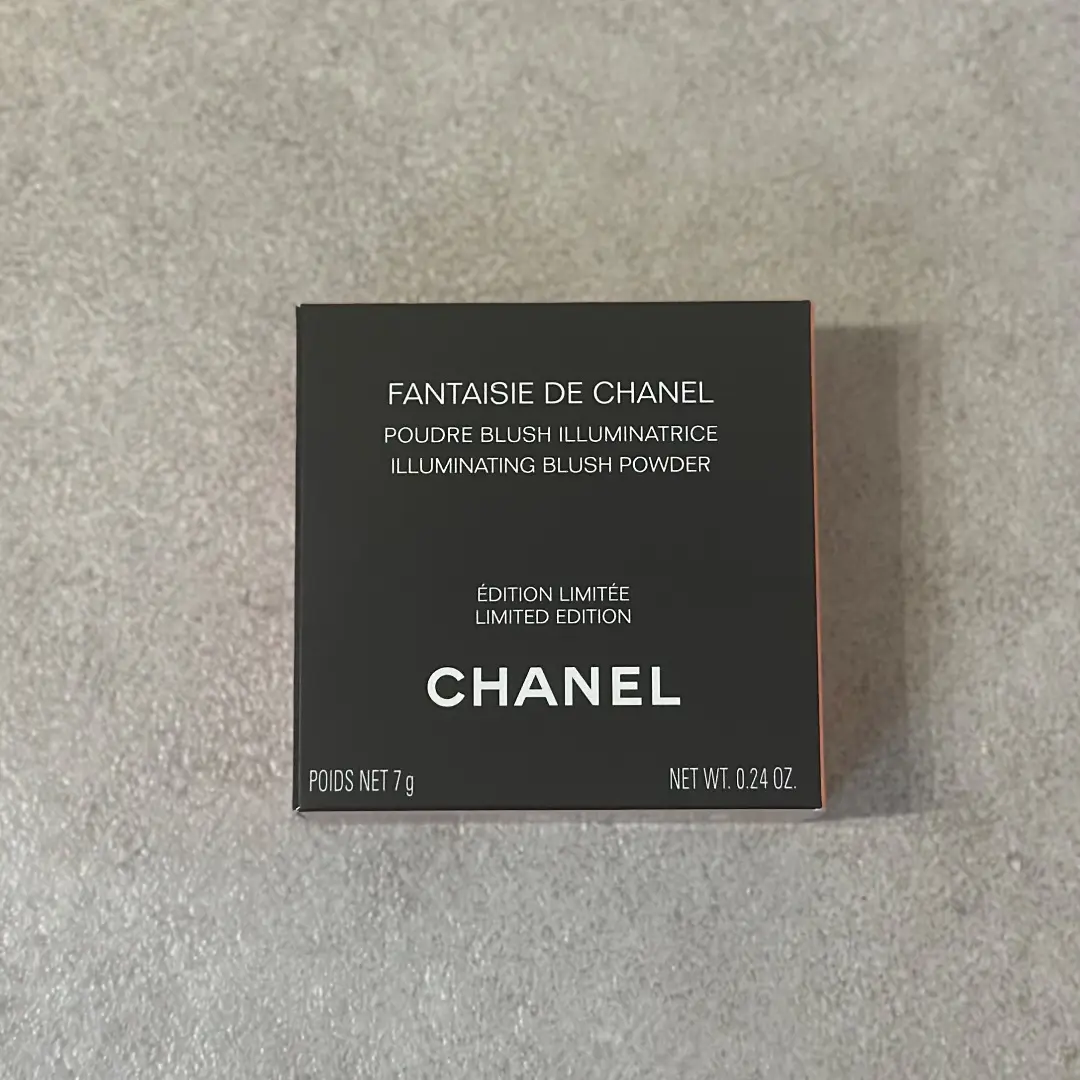 FANTAISIE DE CHANEL
POUDRE BLUSH ILLUMINATRICE
ILLUMINATING BLUSH POWDER
ÉDITION LIMITÉE
LIMITED EDITION
CHANEL
POIDS NET 7 g NET WT. 0.24 OZ.